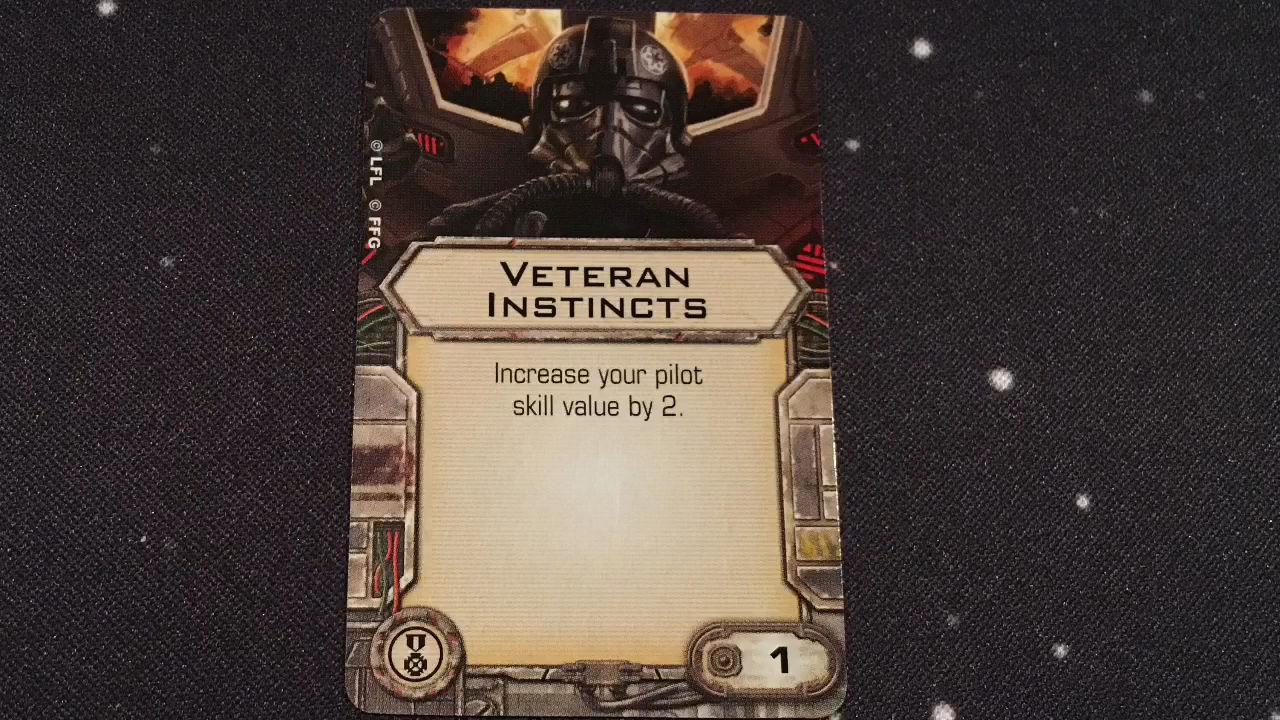 © LFL © FFG
VETERAN
INSTINCTS
Increase your pilot
skill value by 2.
1